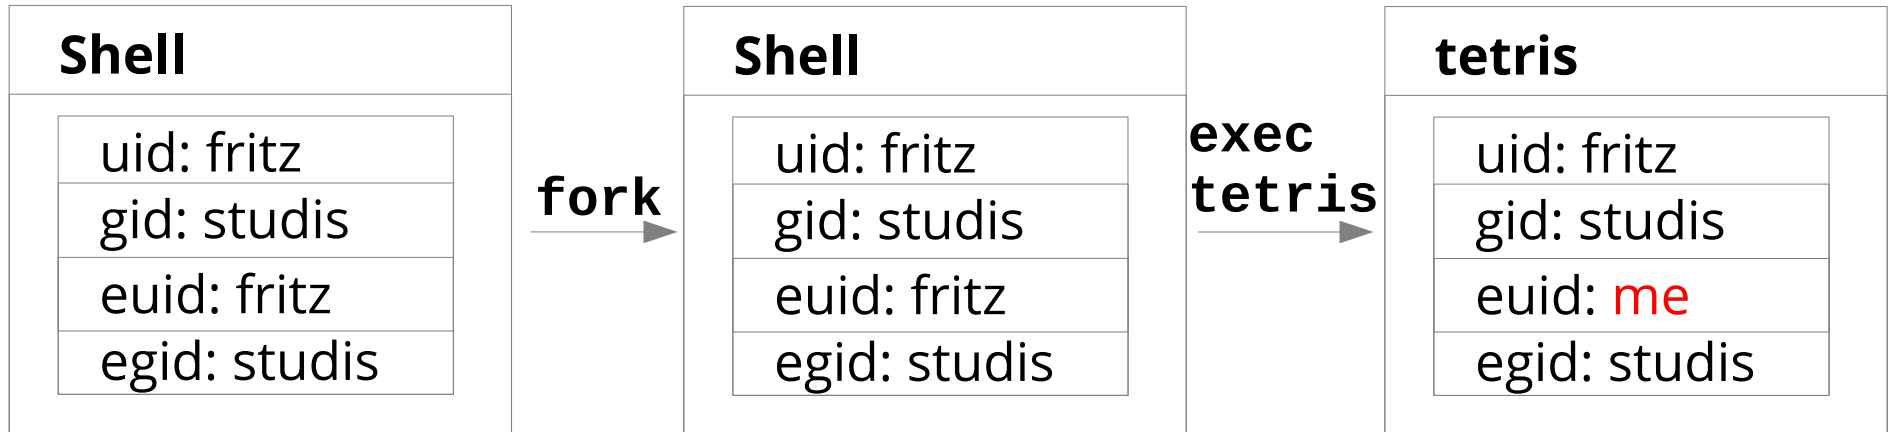 Shell
uid: fritz
gid: studis
euid: fritz
egid: studis
fork
Shell
uid: fritz
gid: studis
euid: fritz
egid: studis
exec
tetris
tetris
uid: fritz
gid: studis
euid: me
egid: studis